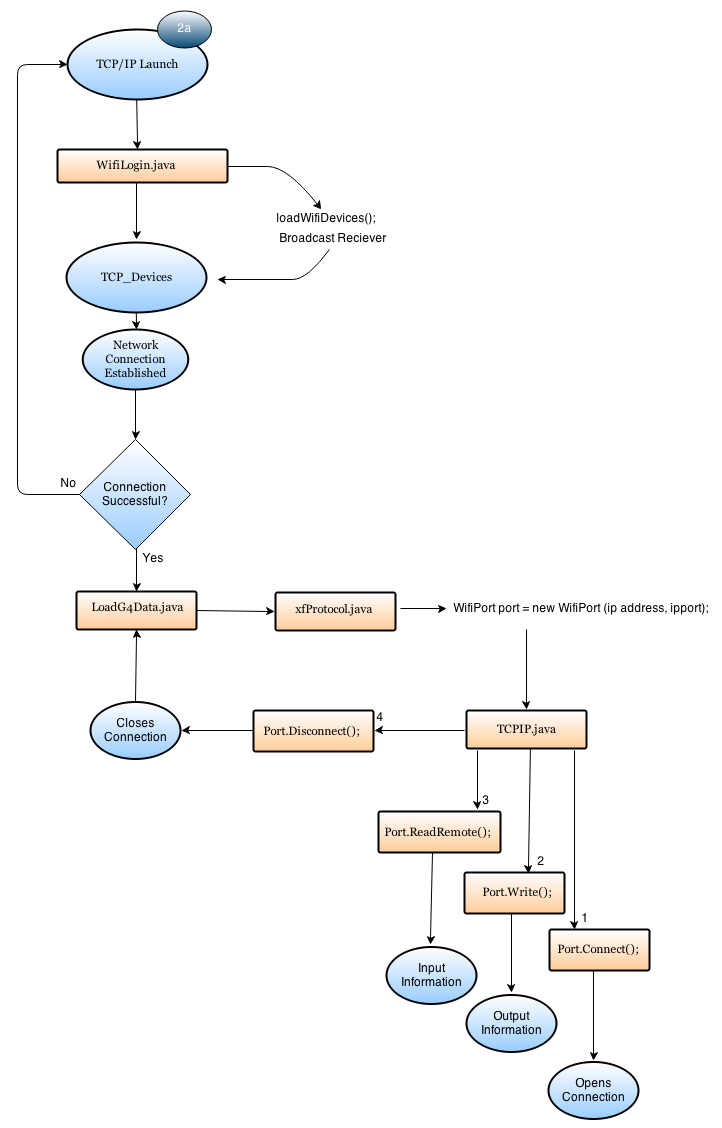 2a
TCP/IP Launch
WifiLogin.java
loadWifiDevices();
Broadcast Reciever
TCP_Devices
Network
Connection
Established
No
Connection
Successful?
Yes
LoadG4Data.java
xfProtocol.java
WifiPort port = new WifiPort (ip address, ipport);
Closes
Connection
Port.Disconnect();
4
TCPIP.java
3
Port.ReadRemote();
2
Port.Write();
1
Port.Connect();
Input
Information
Output
Information
Opens
Connection